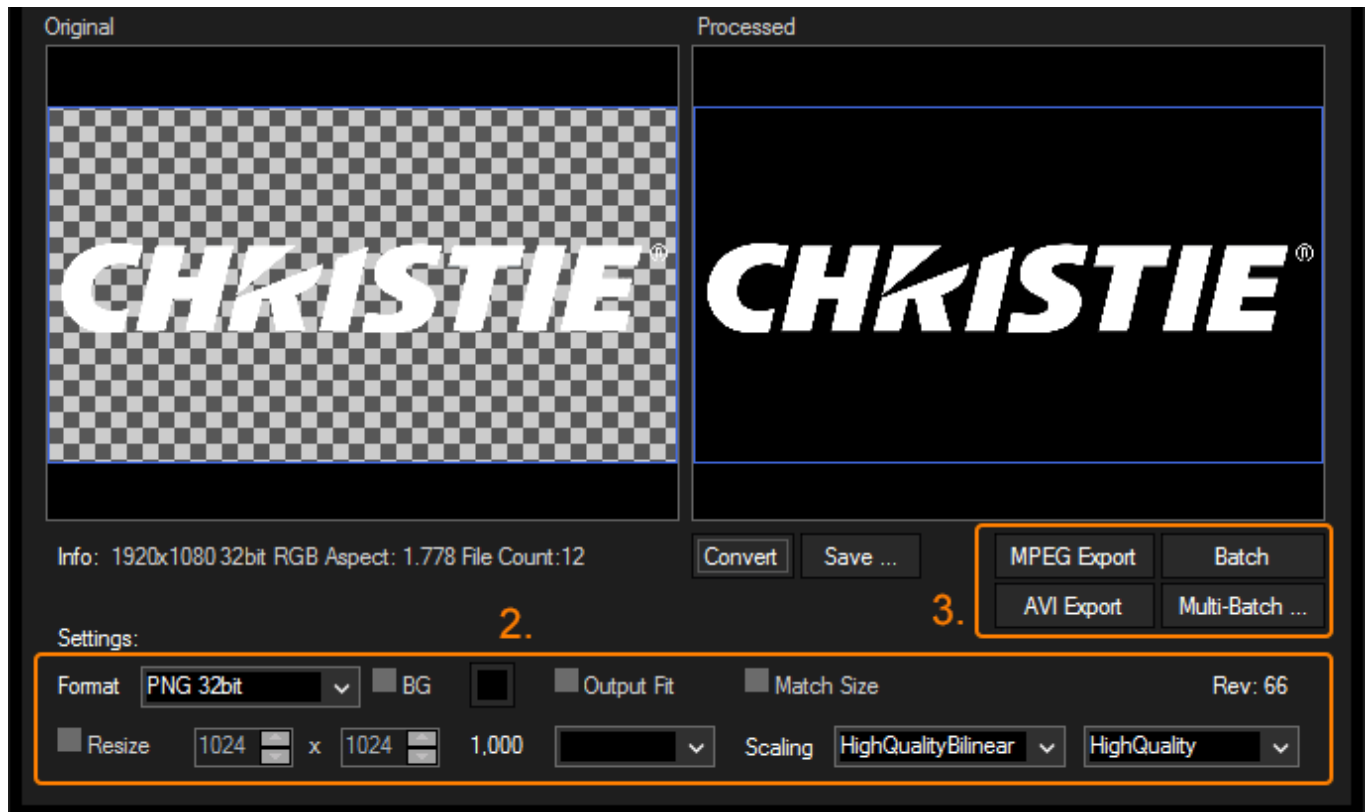 Original
Processed
CHRISTIE®
CHRISTIE®
Info: 1920x1080 32bit RGB Aspect: 1.778 File Count:12
Convert
Save ...
3.
MPEG Export
Batch
AVI Export
Multi-Batch ...
Settings:
2.
Format
PNG 32bit
BG
Output Fit
Match Size
Rev: 66
Resize
1024
x
1024
1,000
Scaling
HighQualityBilinear
HighQuality